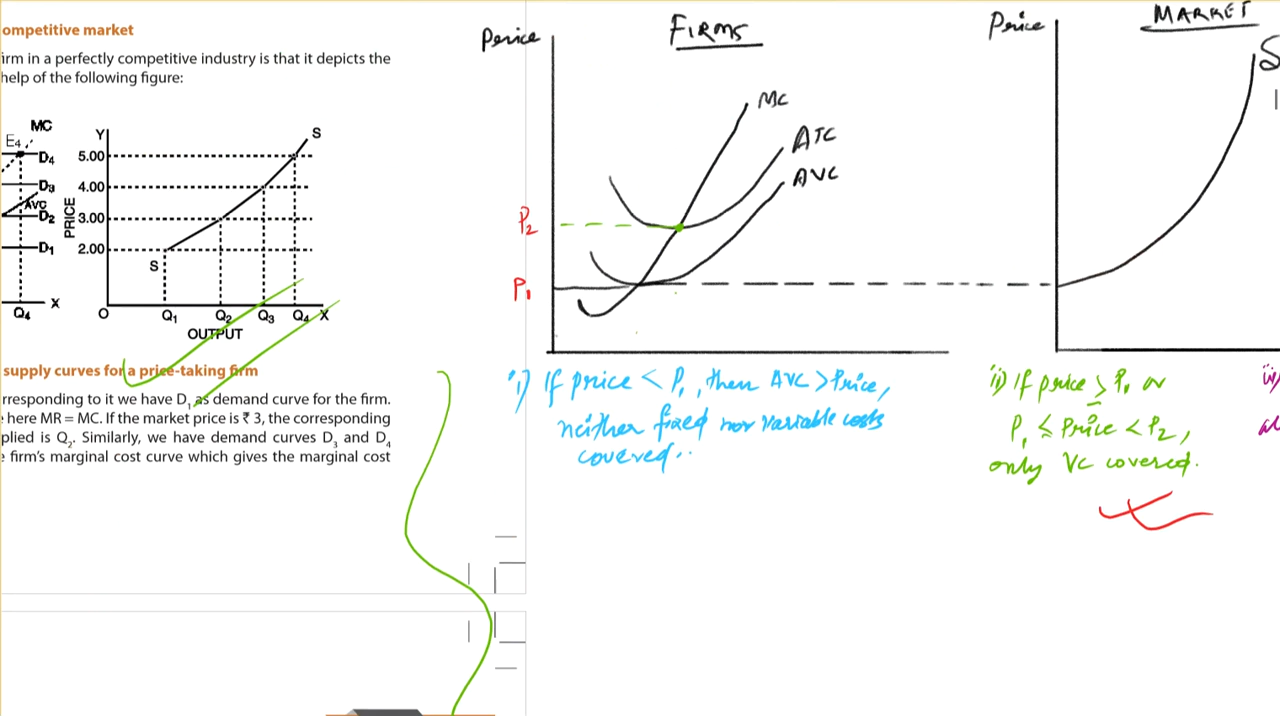 ompetitive market
irm in a perfectly competitive industry is that it depicts the
help of the following figure:
MC
E4
D4
D3
AVC
D2
D1
X
Q4
Y
S
5.00
4.00
3.00
2.00
PRICE
S
O
Q1
Q2
Q3
Q4
X
OUTPUT
supply curves for a price-taking firm
rresponding to it we have D1 as demand curve for the firm.
here MR = MC. If the market price is ₹ 3, the corresponding
plied is Q2. Similarly, we have demand curves D3 and D4
firm's marginal cost curve which gives the marginal cost
Price
FIRMS
MC
ATC
AVC
P2
P1
i) If price < P1, then AVC > Price,
neither fixed nor variable costs
covered..
Price
MARKET
S
ii) If price ≥ P1 or
P1 ≤ Price < P2,
only VC covered.